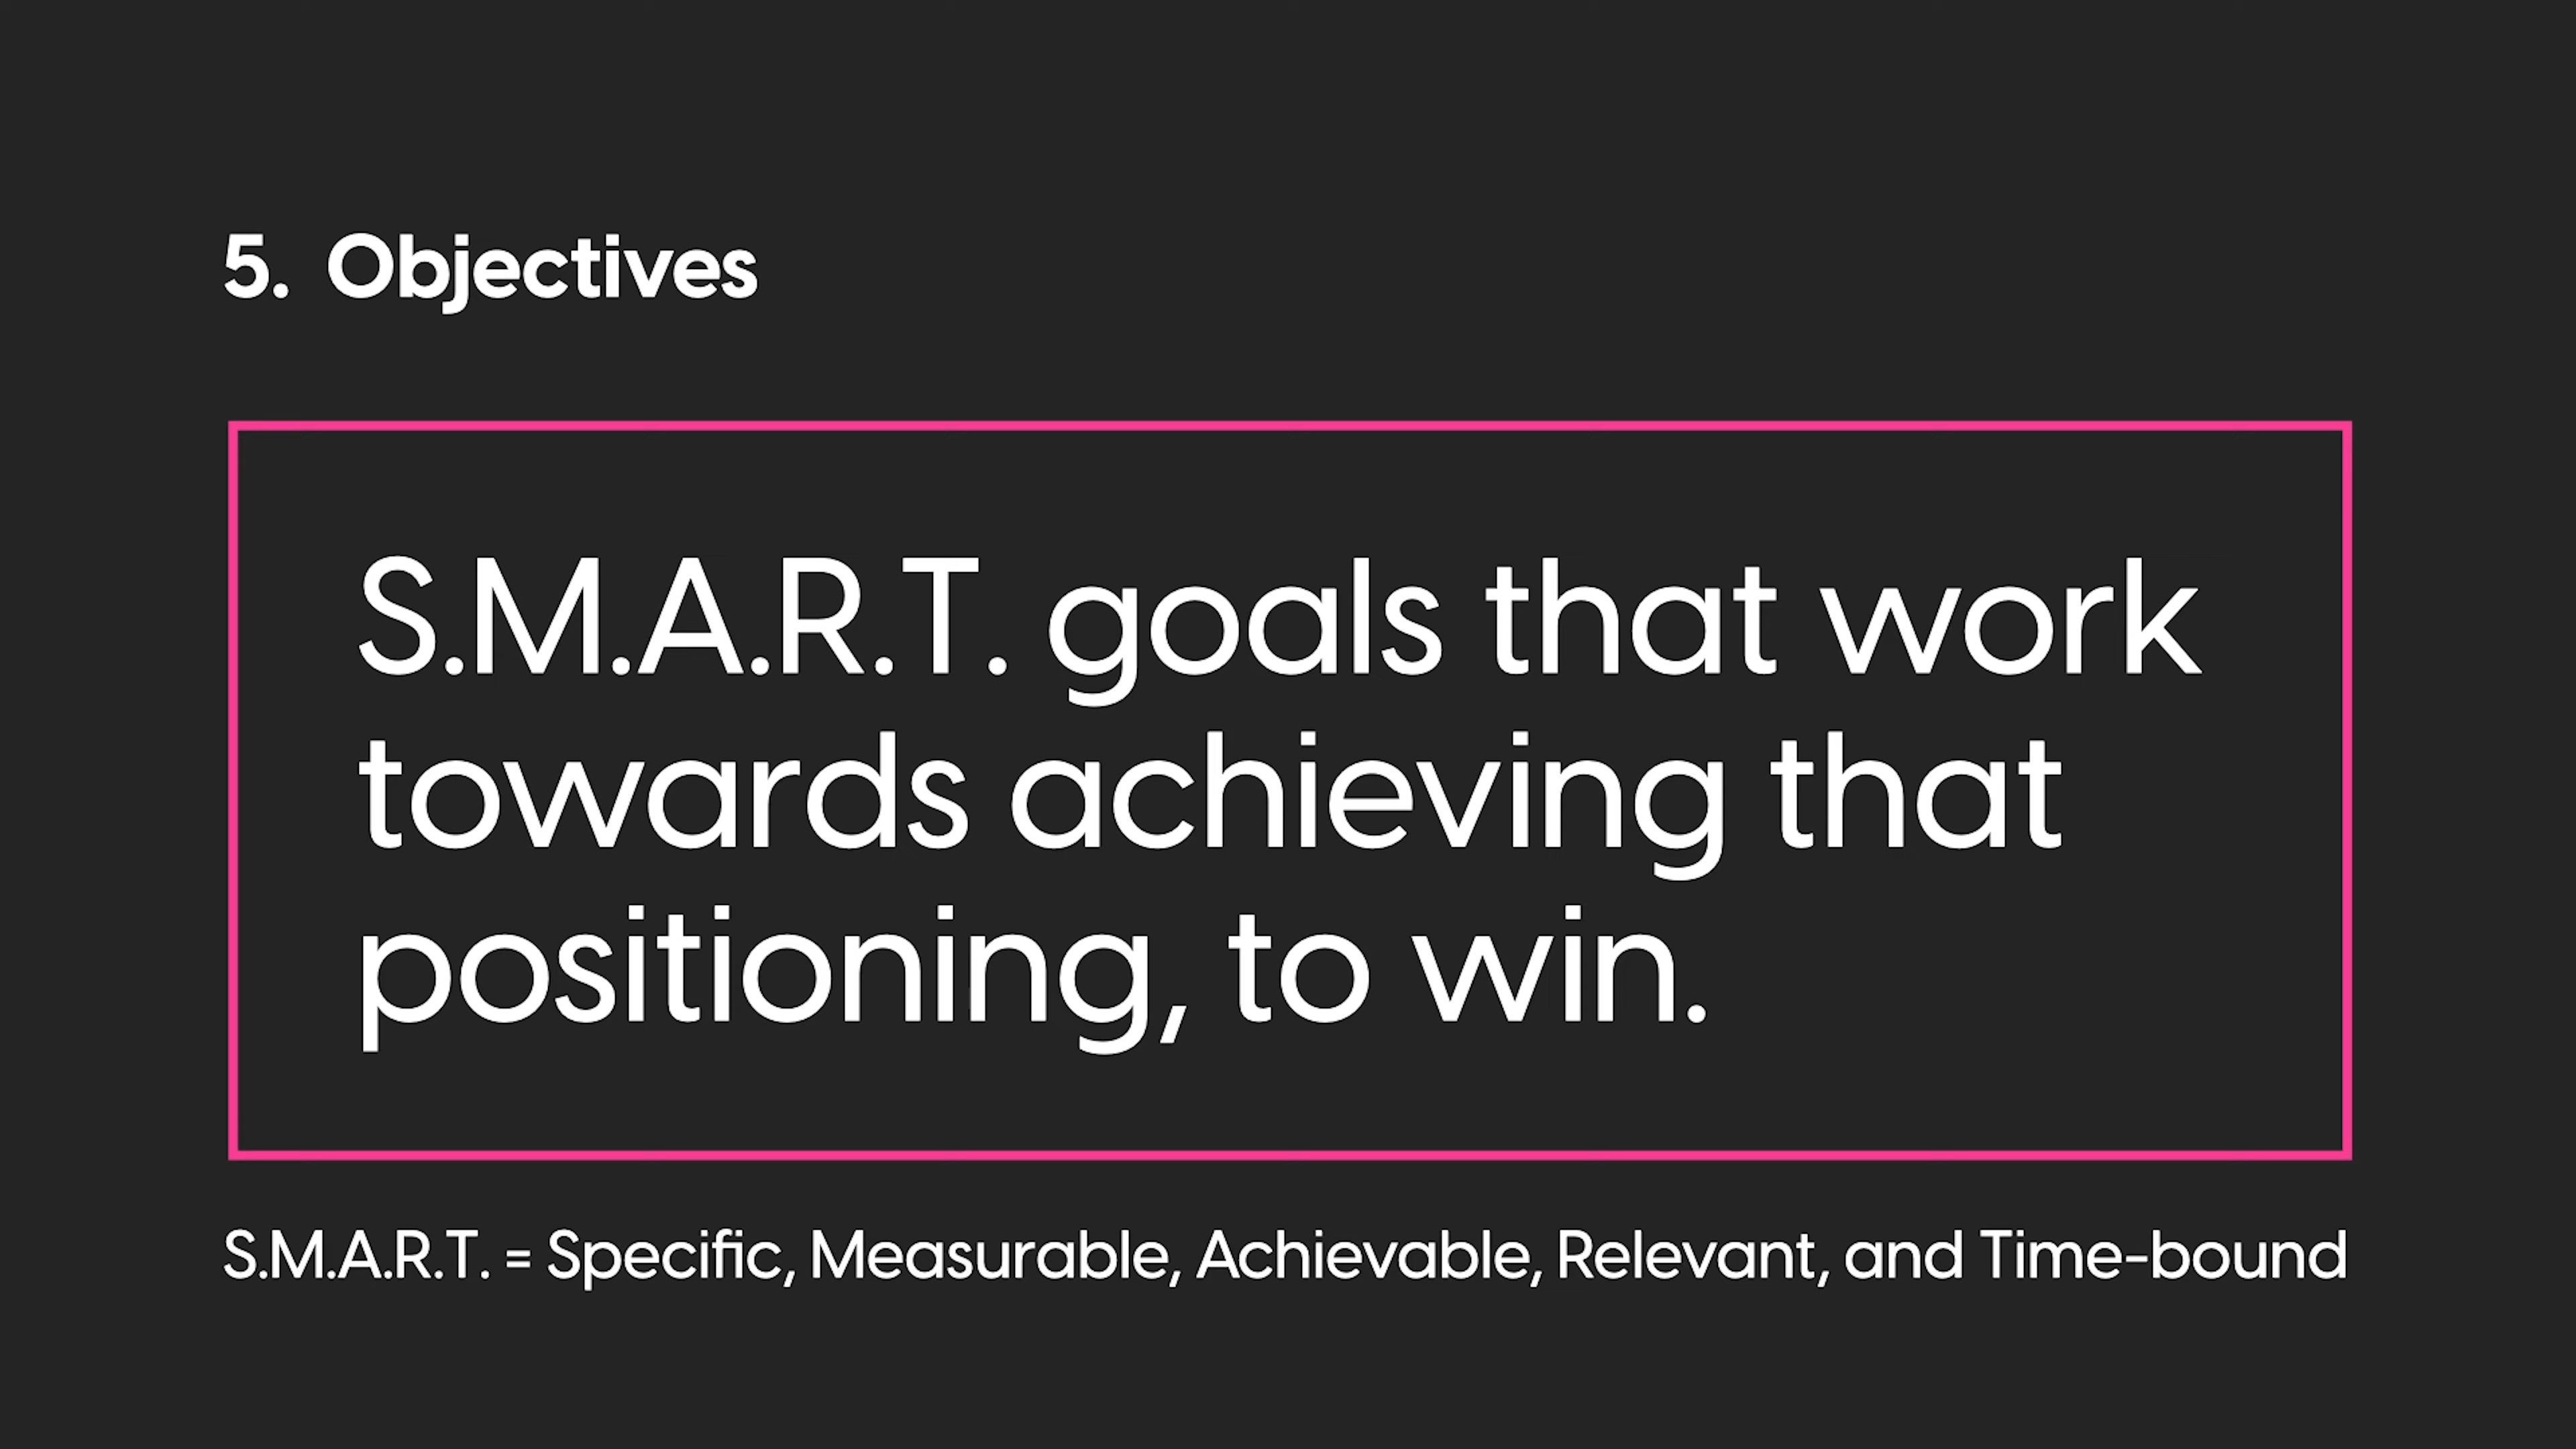 5. Objectives
S.M.A.R.T. goals that work
towards achieving that
positioning, to win.
S.M.A.R.T. = Specific, Measurable, Achievable, Relevant, and Time-bound